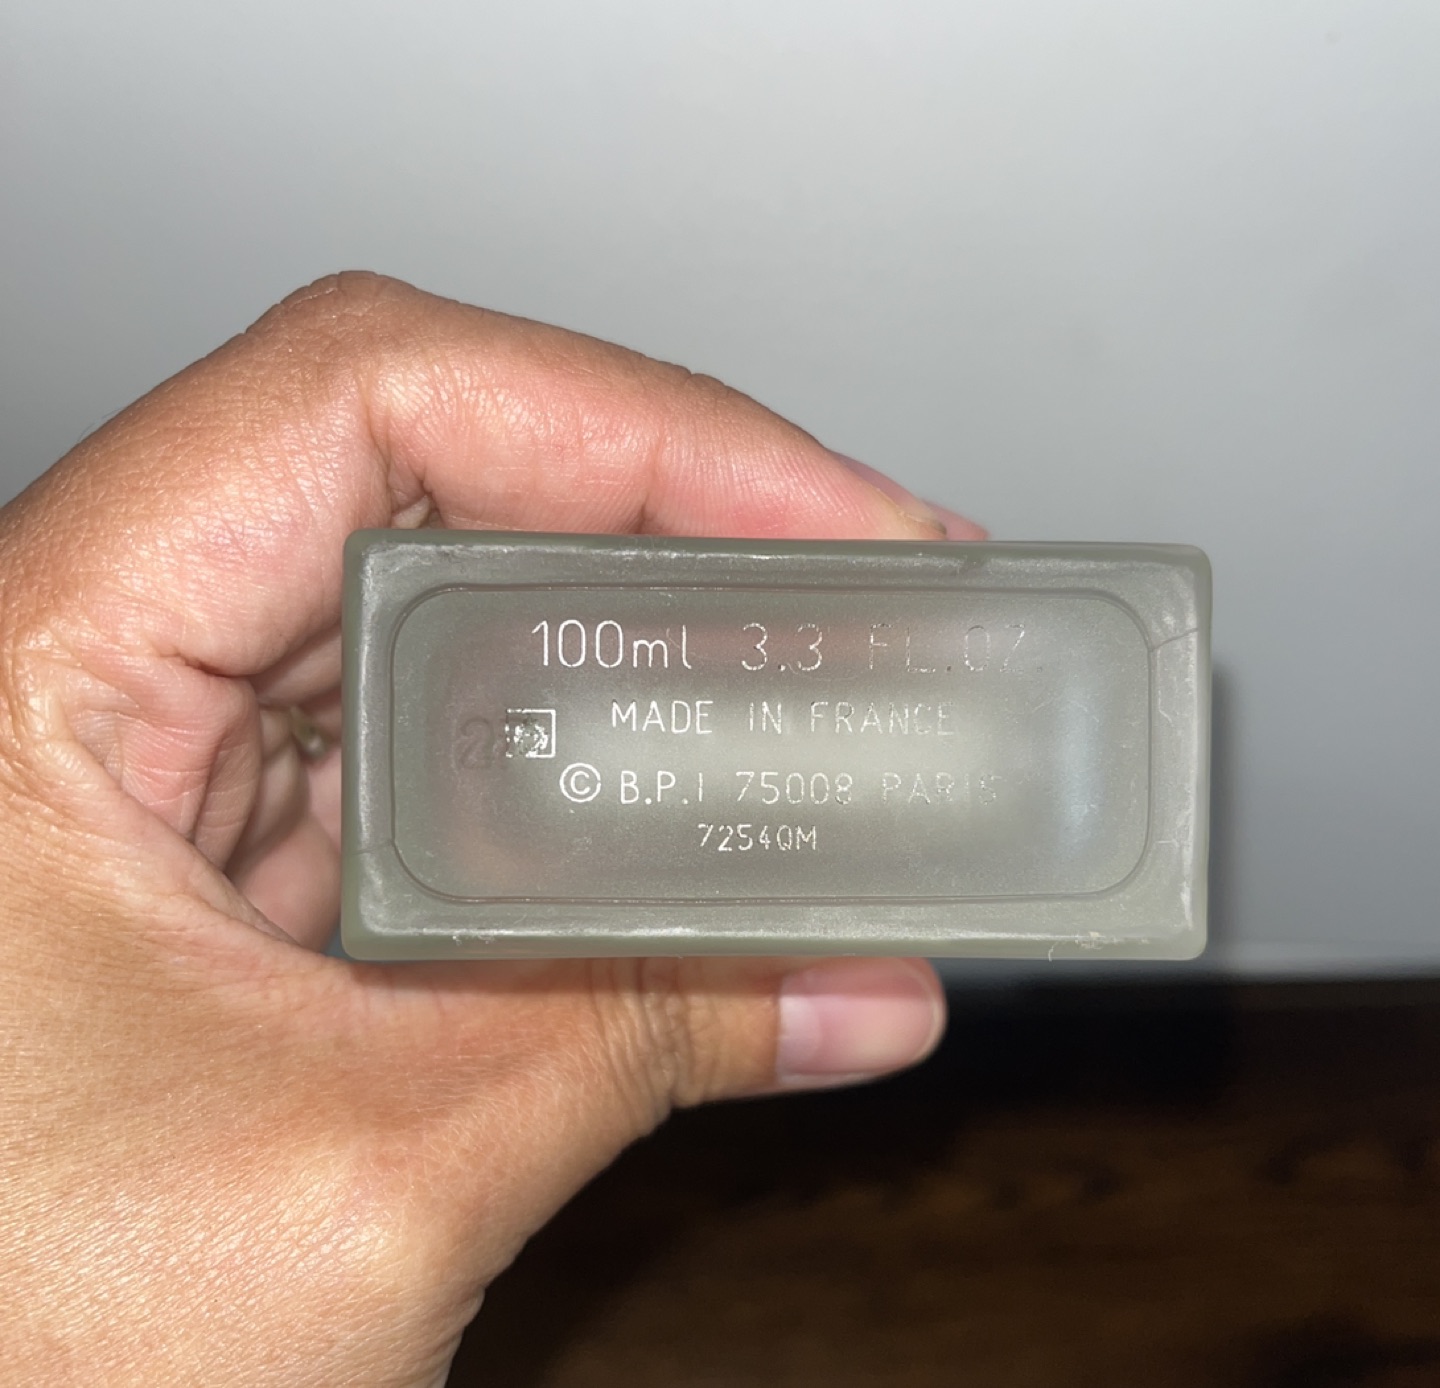 100ml 3.3 FL.OZ.
MADE IN FRANCE
© B.P.I 75008 PARIS
7254QM